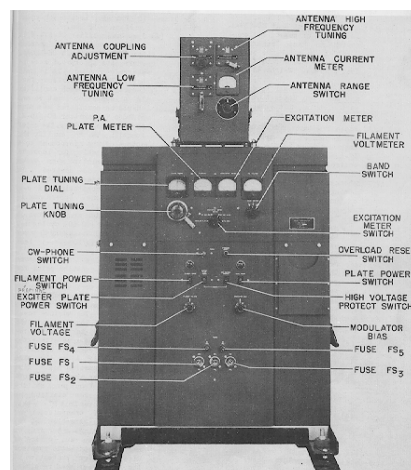 ANTENNA HIGH
FREQUENCY
TUNING
ANTENNA COUPLING
ADJUSTMENT
ANTENNA CURRENT
METER
ANTENNA LOW
FREQUENCY
TUNING
ANTENNA RANGE
SWITCH
P.A.
PLATE METER
EXCITATION METER
FILAMENT
VOLTMETER
BAND
SWITCH
PLATE TUNING
DIAL
PLATE TUNING
KNOB
EXCITATION
METER
SWITCH
CW-PHONE
SWITCH
OVERLOAD RESE
SWITCH
FILAMENT POWER
SWITCH
PLATE POWER
SWITCH
EXCITER PLATE
POWER SWITCH
HIGH VOLTAGE
PROTECT SWITCH
FILAMENT
VOLTAGE
MODULATOR
BIAS
FUSE FS4
FUSE FS5
FUSE FS1
FUSE FS2
FUSE FS3